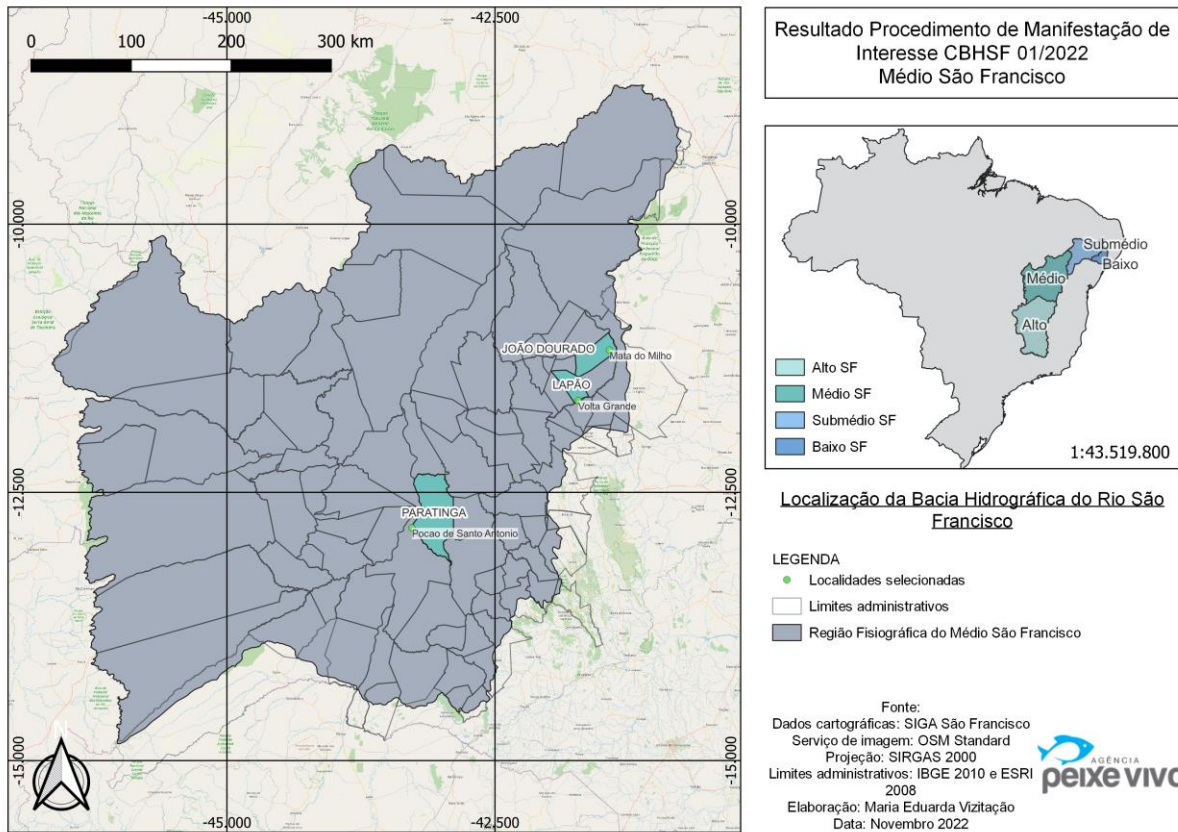 -45.000
-42.500
0
100
200
300 km
-10.000
-10.000
JOÃO DOURADO
Mata do Milho
LAPÃO
Volta Grande
-12.500
-12.500
PARATINGA
Pocao de Santo Antonio
-15.000
-15.000
N
-45.000
-42.500
Resultado Procedimento de Manifestação de
Interesse CBHSF 01/2022
Médio São Francisco
Submédio
Baixo
Médio
Alto
Alto SF
Médio SF
Submédio SF
Baixo SF
1:43.519.800
Localização da Bacia Hidrográfica do Rio São
Francisco
LEGENDA
Localidades selecionadas
Limites administrativos
Região Fisiográfica do Médio São Francisco
Fonte:
Dados cartográficas: SIGA São Francisco
Serviço de imagem: OSM Standard
Projeção: SIRGAS 2000
Limites administrativos: IBGE 2010 e ESRI
2008
Elaboração: Maria Eduarda Vizitação
Data: Novembro 2022
AGÊNCIA
peixe vivo